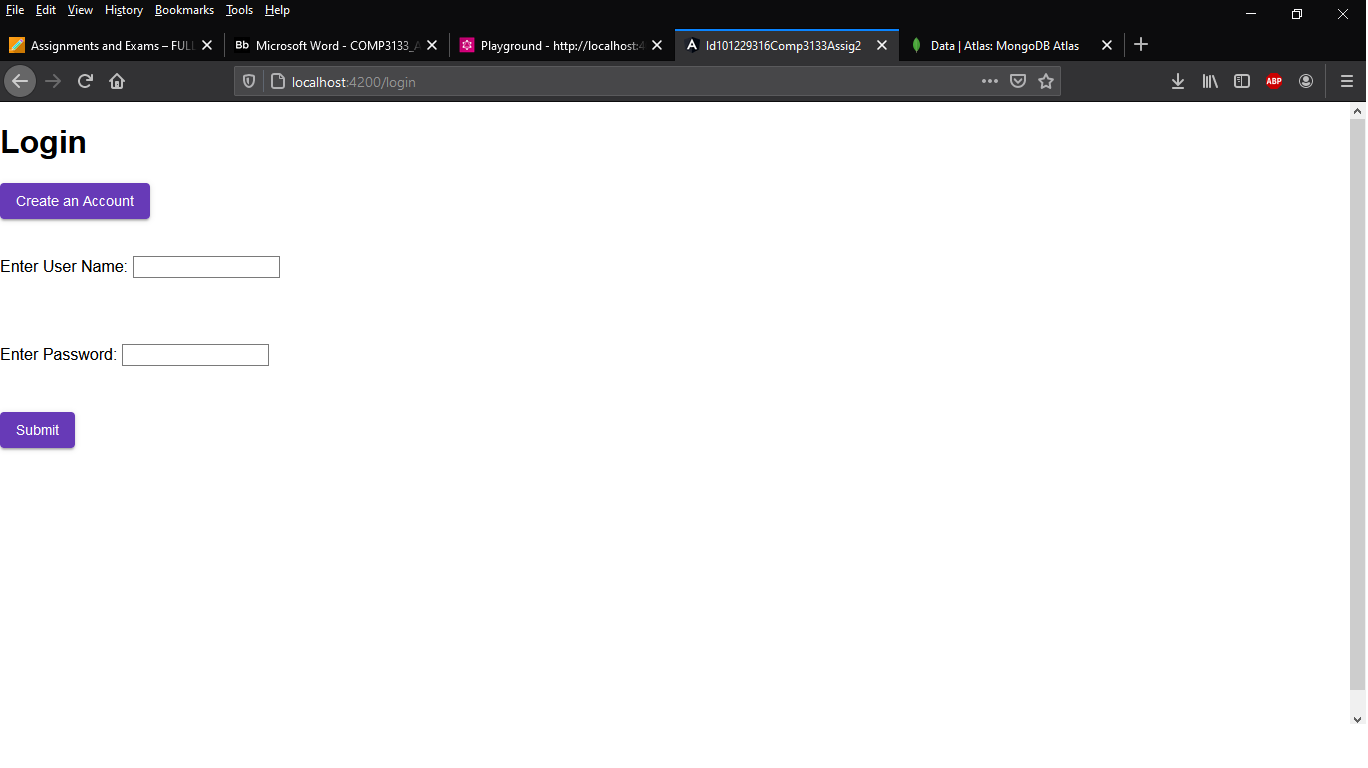 File Edit View History Bookmarks Tools Help
Assignments and Exams – FULL Bb Microsoft Word - COMP3133_A Playground - http://localhost:4 Id101229316Comp3133Assig2 Data | Atlas: MongoDB Atlas
localhost:4200/login ABP
Login
Create an Account
Enter User Name:
Enter Password:
Submit